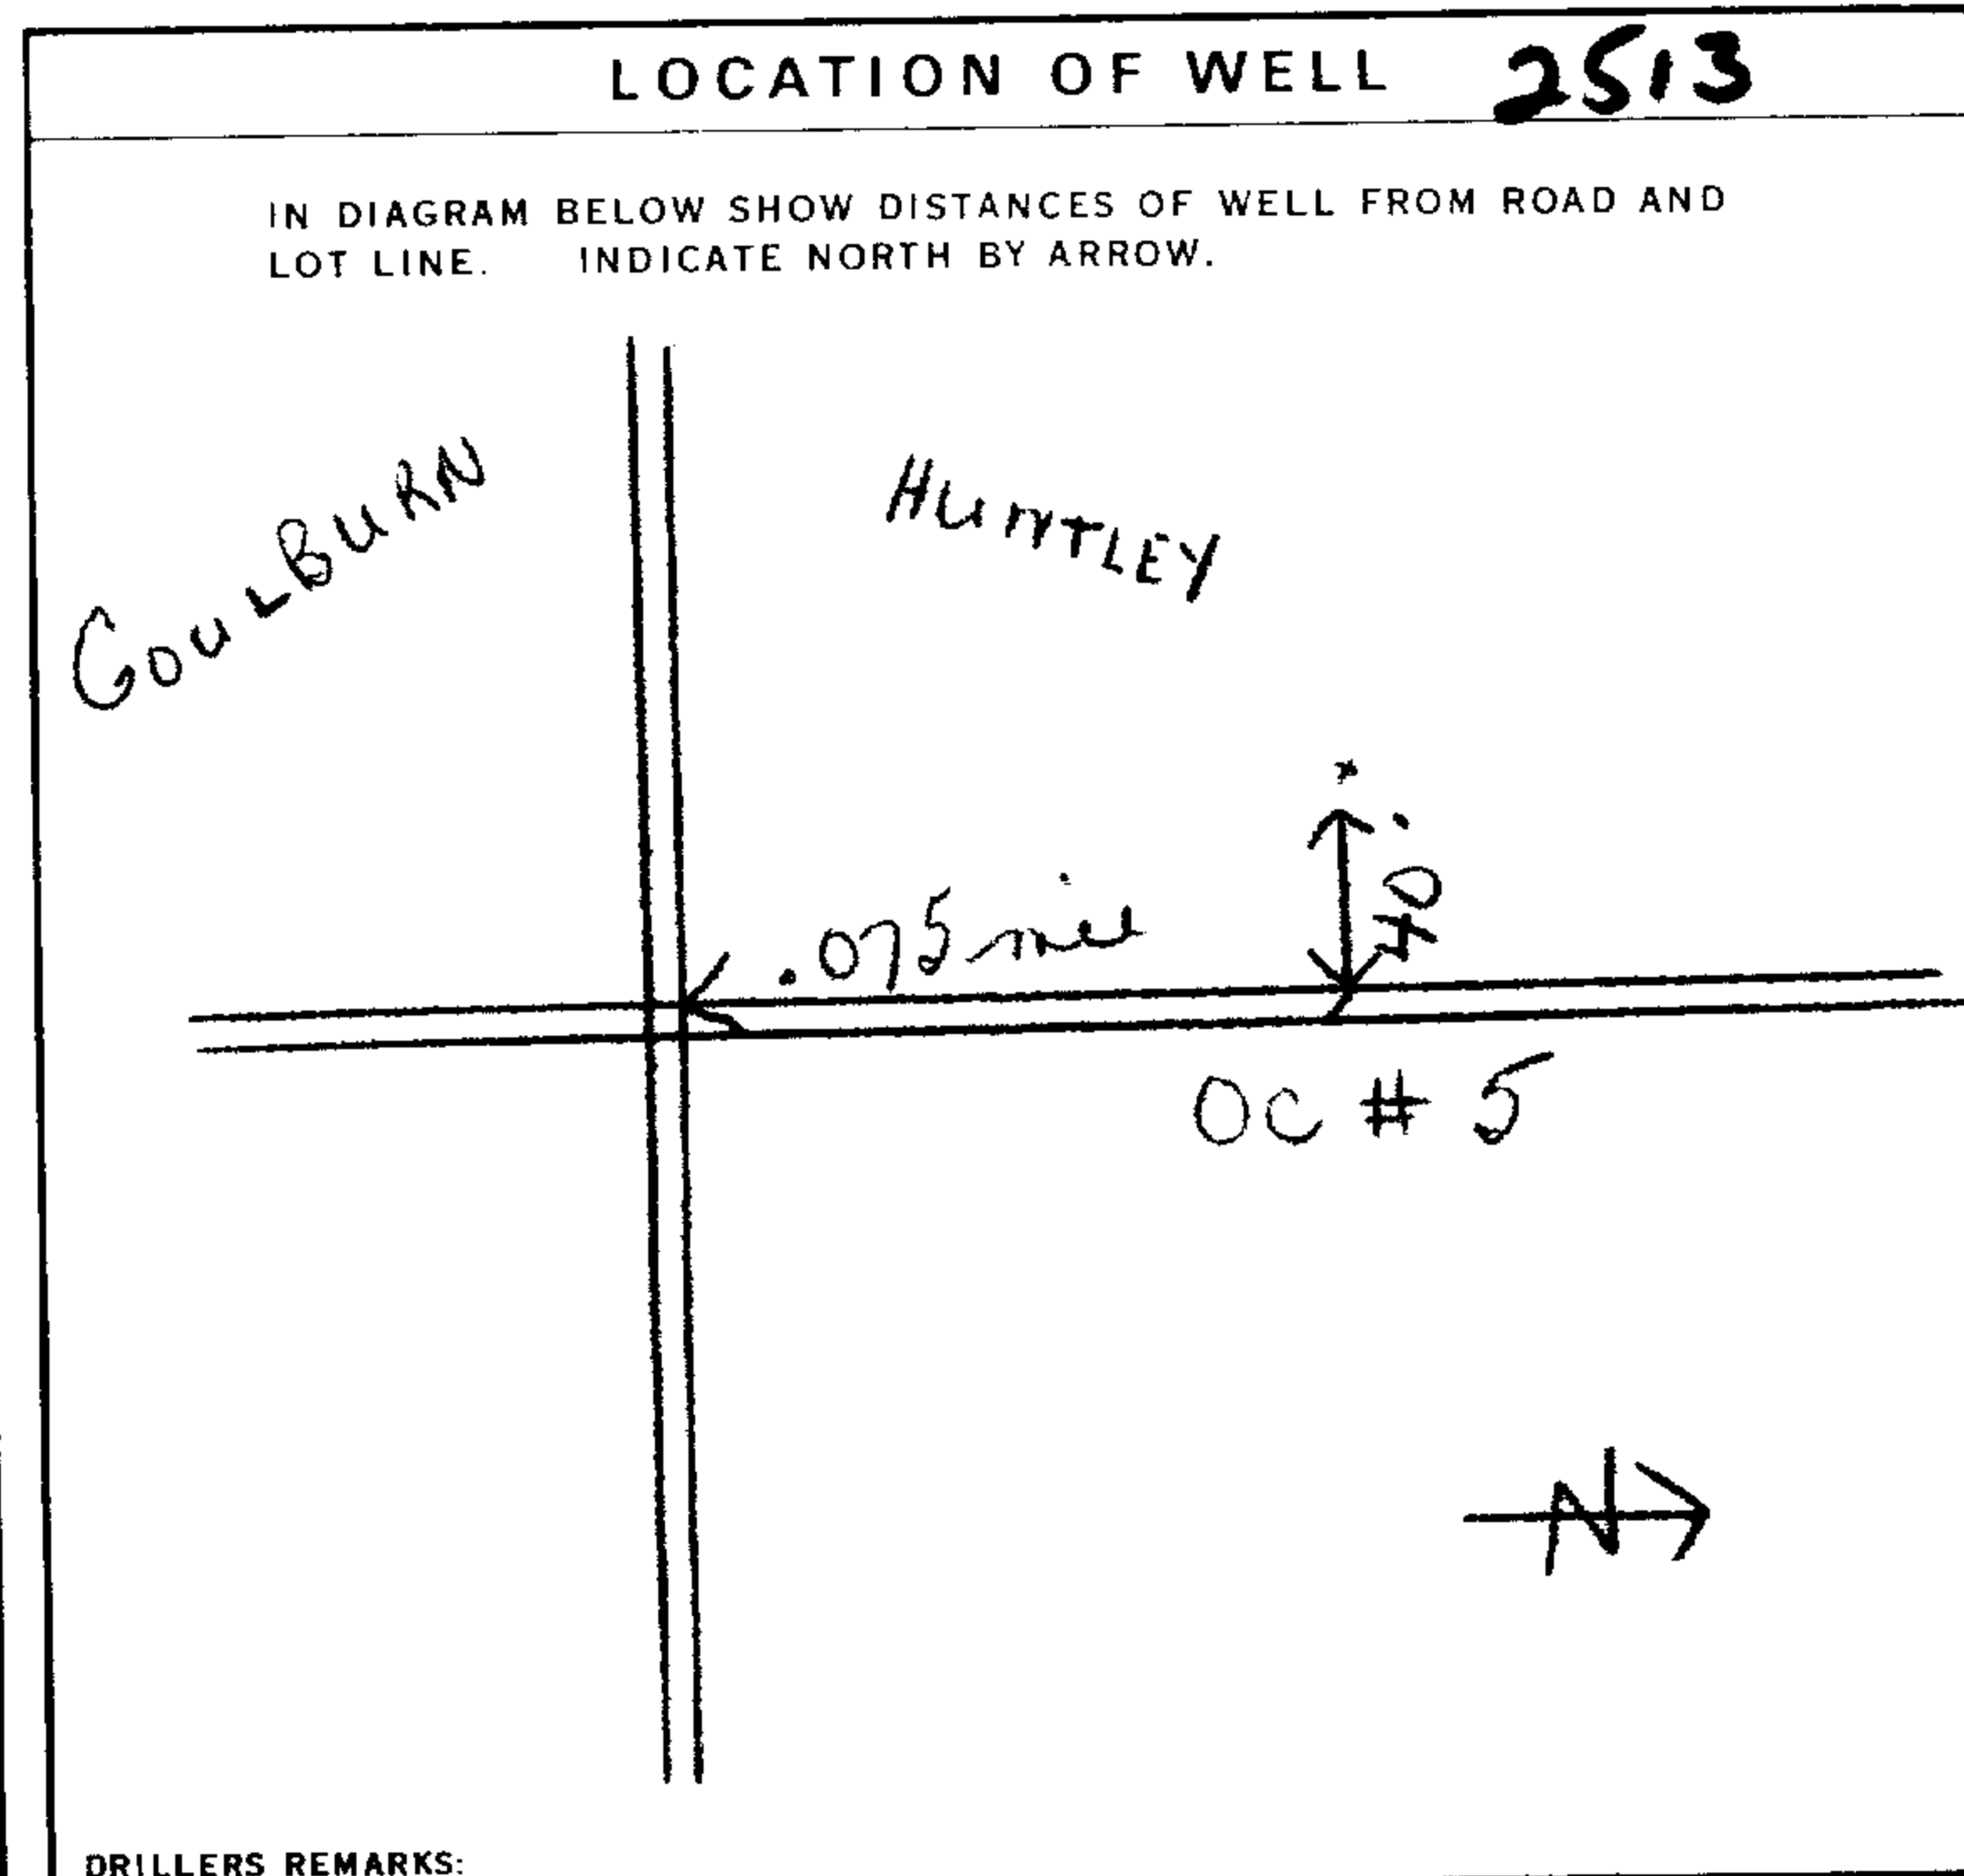 LOCATION OF WELL 2513
IN DIAGRAM BELOW SHOW DISTANCES OF WELL FROM ROAD AND
LOT LINE. INDICATE NORTH BY ARROW.
GOULBURN
HUNTLEY
.075 mile
40'
OC # 5
N
DRILLERS REMARKS: